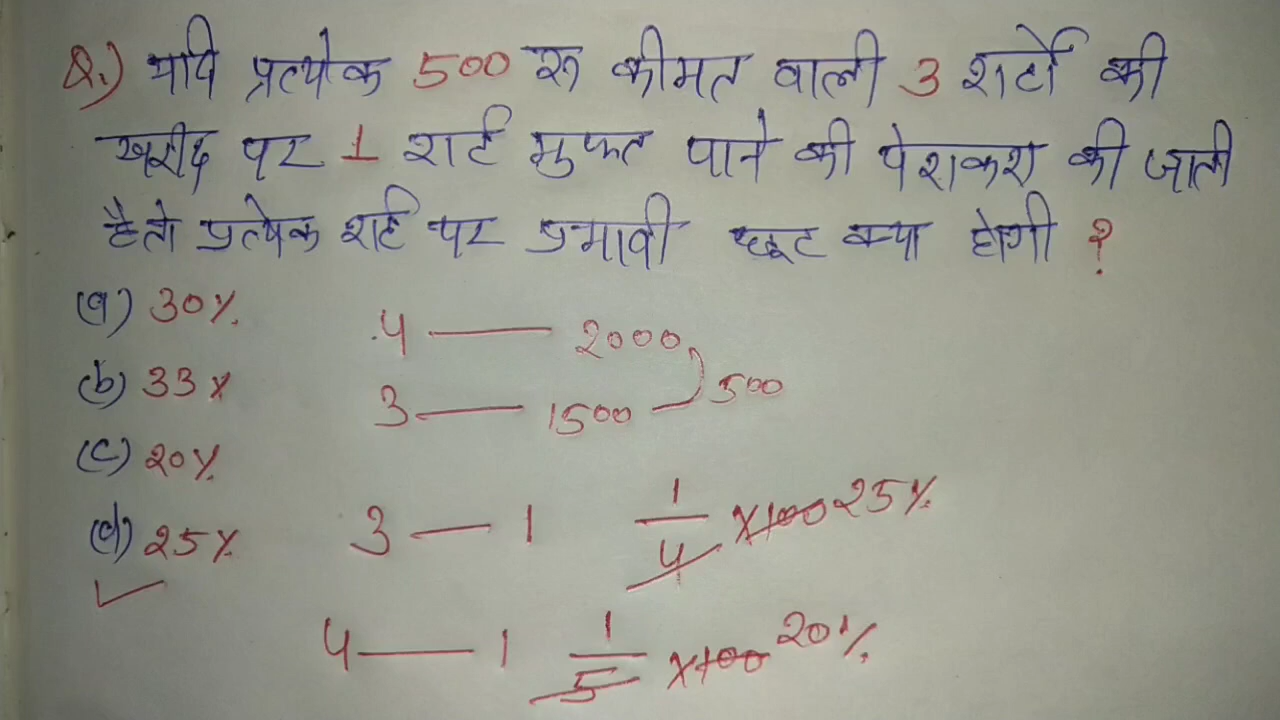 Q.) यदि प्रत्येक 500 रू कीमत वाली 3 शर्टो की
खरीद पर 1 शर्ट मुफ्त पाने की पेशकश की जाती
है तो प्रत्येक शर्ट पर प्रभावी छूट क्या होगी ?
(a) 30%
(b) 33%
(c) 20%
(d) 25%
4 — 2000
3 — 1500
500
3 — 1
1/4 ×100 25%
4 — 1
1/5 ×100 20%